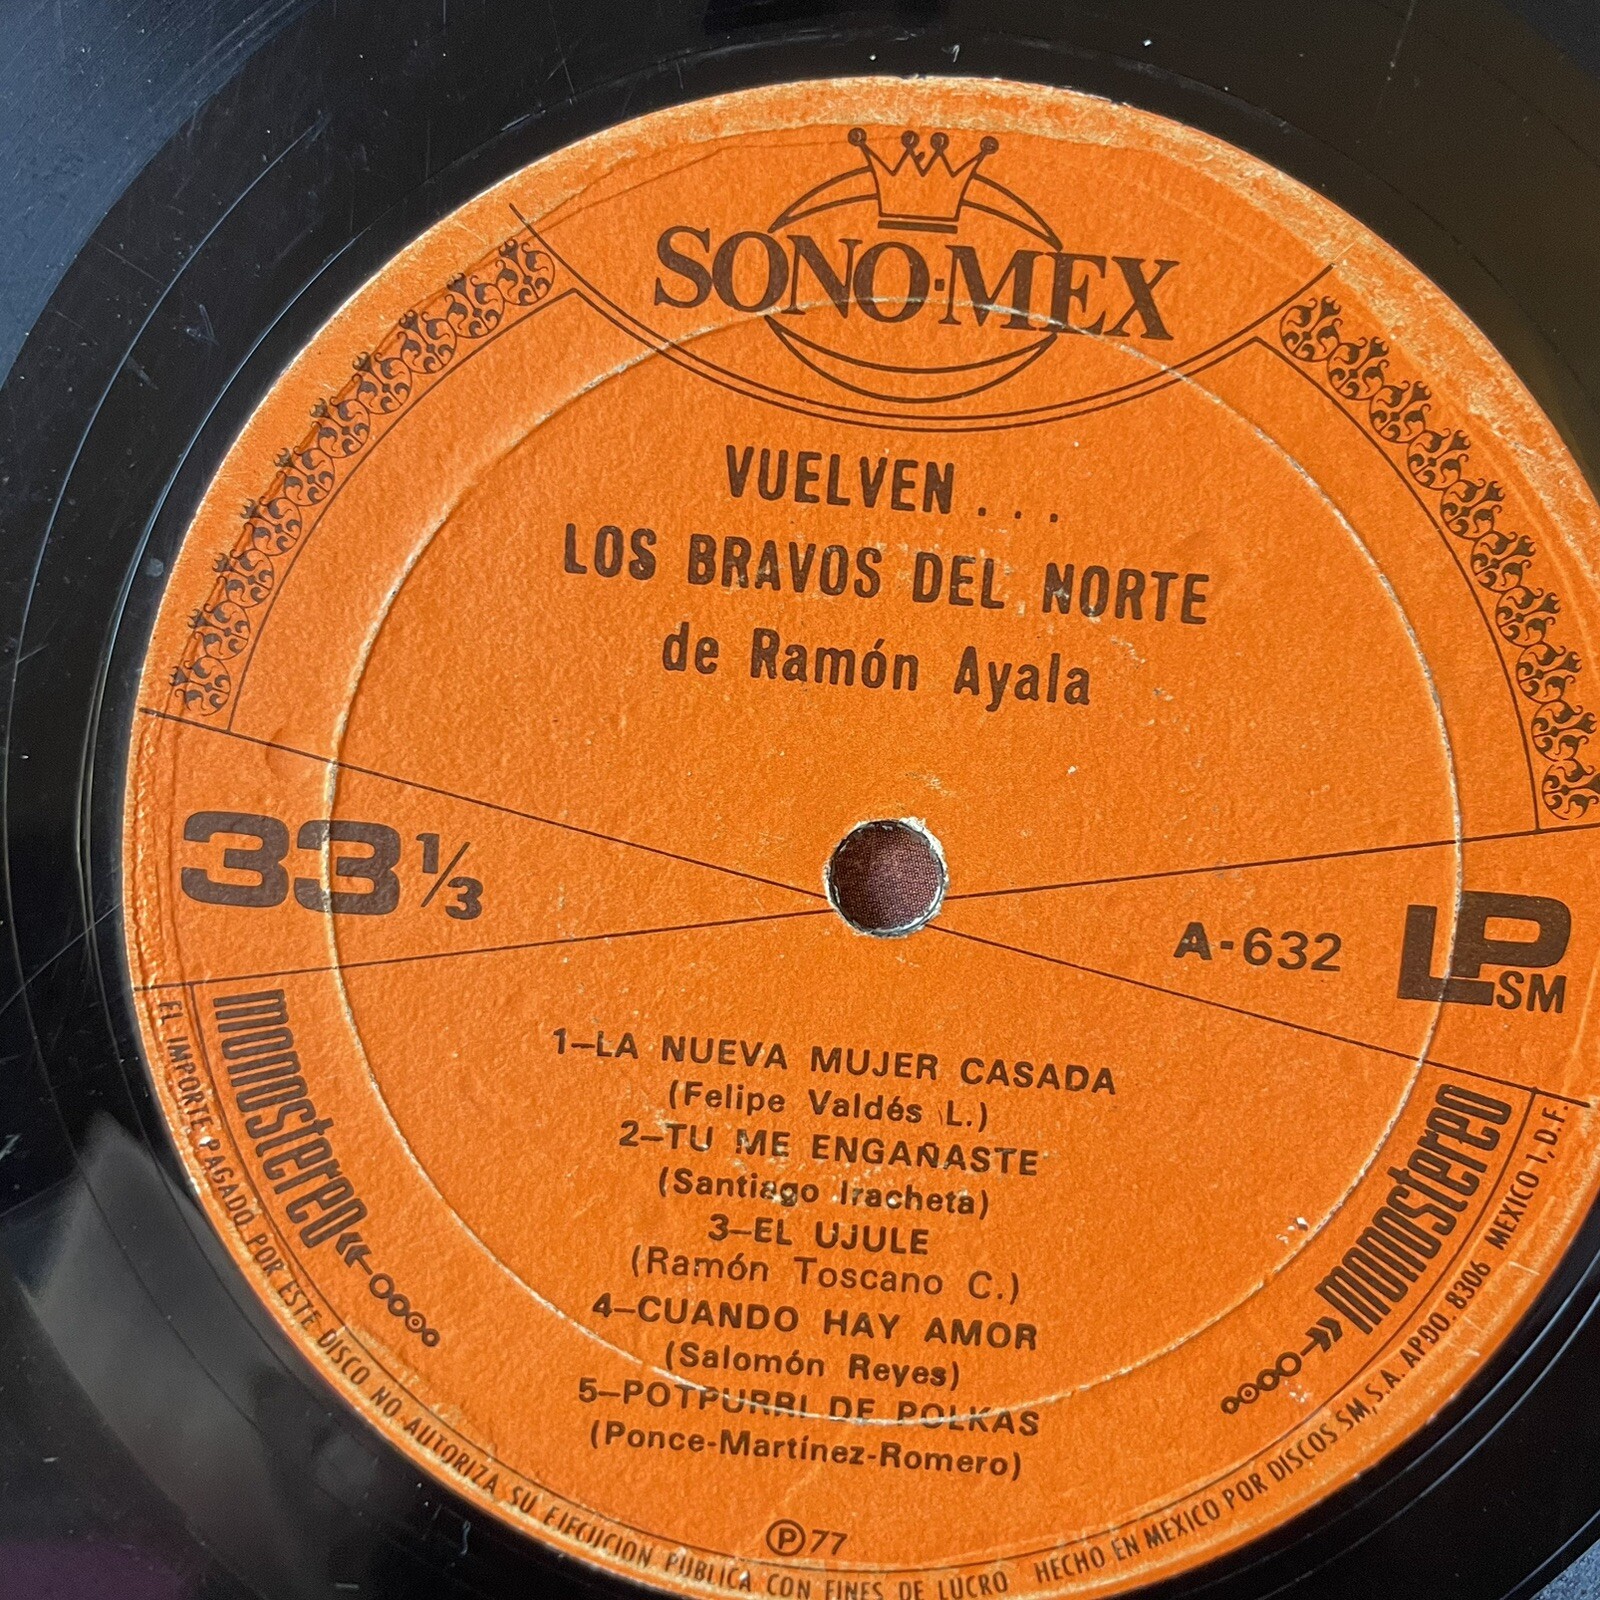 SONO·MEX
VUELVEN . . .
LOS BRAVOS DEL NORTE
de Ramón Ayala
33 1/3
A-632
LP
SM
monostereo
monostereo
1—LA NUEVA MUJER CASADA
(Felipe Valdés L.)
2—TU ME ENGAÑASTE
(Santiago Iracheta)
3—EL UJULE
(Ramón Toscano C.)
4—CUANDO HAY AMOR
(Salomón Reyes)
5—POTPURRI DE POLKAS
(Ponce-Martínez-Romero)
Ⓟ 77
EL IMPORTE PAGADO POR ESTE DISCO NO AUTORIZA SU EJECUCION PUBLICA CON FINES DE LUCRO
HECHO EN MEXICO POR DISCOS SM, S.A. APDO. 8306 MEXICO 1, D.F.